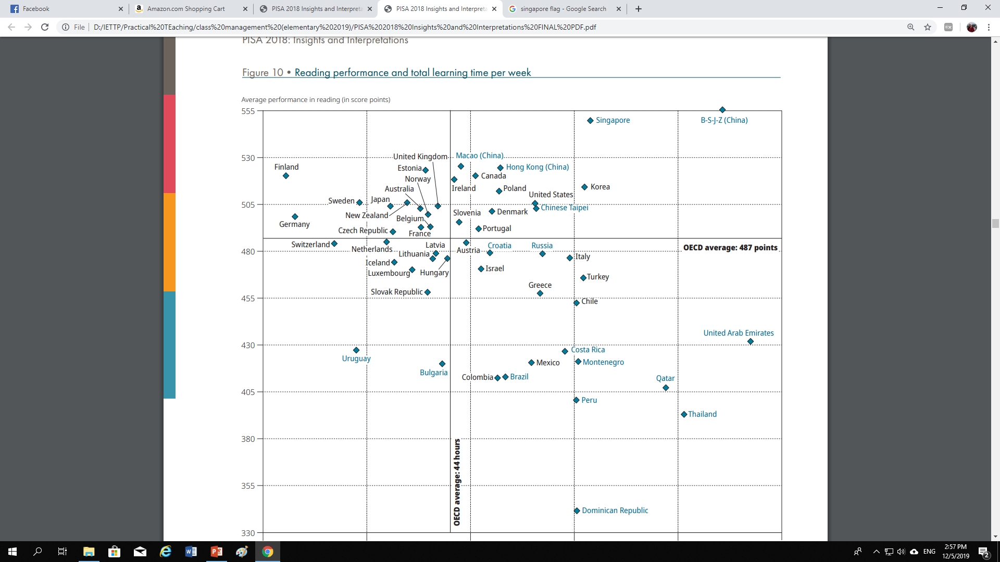 Facebook
Amazon.com Shopping Cart
PISA 2018 Insights and Interpreta
PISA 2018 Insights and Interpreta
singapore flag - Google Search
File
D:/IETTP/Practical%20TEaching/class%20management%20(elementary%202019)/PISA%202018%20Insights%20and%20Interpretations%20FINAL%20PDF.pdf
PISA 2018: Insights and Interpretations
Figure 10 • Reading performance and total learning time per week
Average performance in reading (in score points)
555
Singapore
B-S-J-Z (China)
530
United Kingdom
Macao (China)
Finland
Estonia
Hong Kong (China)
Norway
Canada
Australia
Ireland
Poland
Korea
United States
Sweden
Japan
505
Chinese Taipei
New Zealand
Slovenia
Denmark
Belgium
Germany
Czech Republic
France
Portugal
Switzerland
Netherlands
Latvia
Austria
Croatia
Russia
OECD average: 487 points
480
Lithuania
Italy
Iceland
Luxembourg
Hungary
Israel
Turkey
Greece
Slovak Republic
455
Chile
United Arab Emirates
430
Costa Rica
Uruguay
Mexico
Montenegro
Bulgaria
Colombia
Brazil
Qatar
405
Peru
Thailand
380
OECD average: 44 hours
355
Dominican Republic
330
ENG
2:57 PM
12/5/2019
2